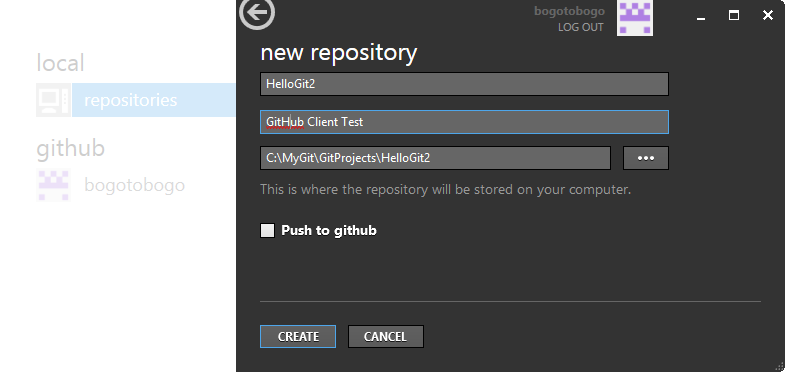 local
repositories
github
bogotobogo
bogotobogo
LOG OUT
new repository
HelloGit2
GitHub Client Test
C:\MyGit\GitProjects\HelloGit2
This is where the repository will be stored on your computer.
Push to github
CREATE
CANCEL